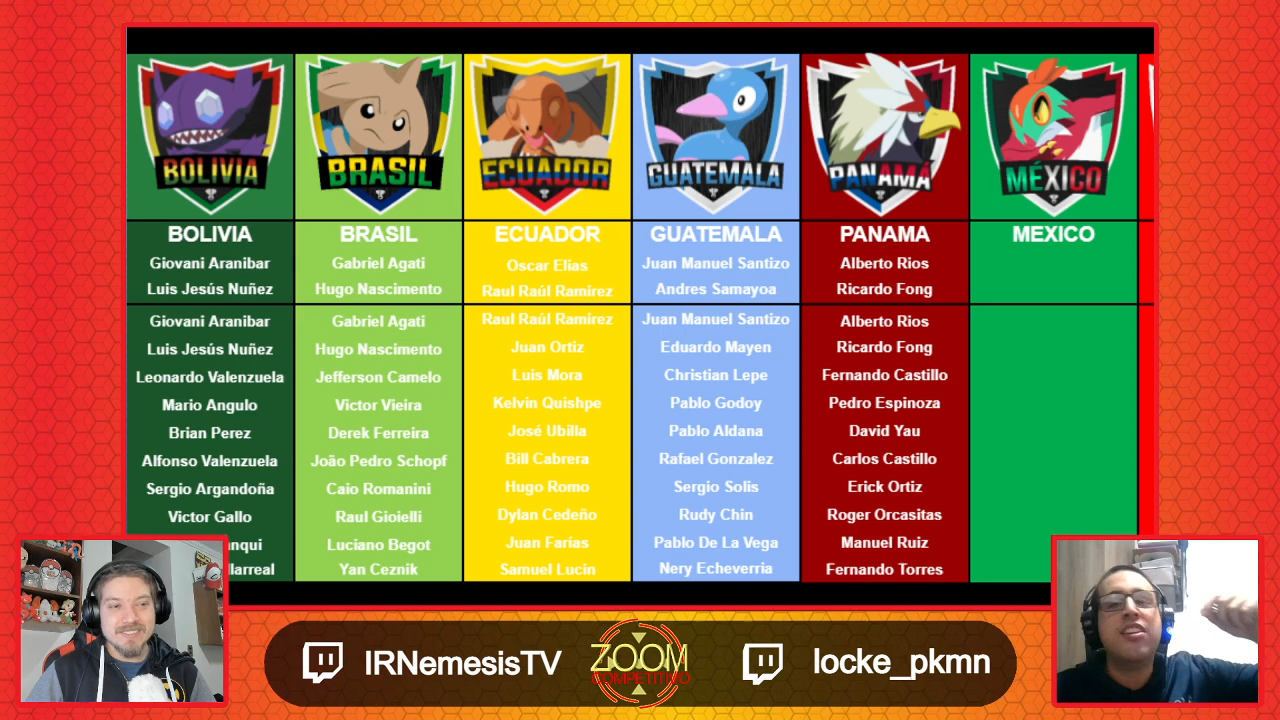 BOLIVIA
BRASIL
ECUADOR
GUATEMALA
PANAMÁ
MÉXICO
BOLIVIA
Giovani Aranibar
Luis Jesús Nuñez
Giovani Aranibar
Luis Jesús Nuñez
Leonardo Valenzuela
Mario Angulo
Brian Perez
Alfonso Valenzuela
Sergio Argandoña
Victor Gallo
BRASIL
Gabriel Agati
Hugo Nascimento
Gabriel Agati
Hugo Nascimento
Jefferson Camelo
Victor Vieira
Derek Ferreira
João Pedro Schopf
Caio Romanini
Raul Gioielli
Luciano Begot
Yan Ceznik
ECUADOR
Oscar Elias
Raul Raúl Ramírez
Raul Raúl Ramírez
Juan Ortiz
Luis Mora
Kelvin Quishpe
José Ubilla
Bill Cabrera
Hugo Romo
Dylan Cedeño
Juan Farías
Samuel Lucin
GUATEMALA
Juan Manuel Santizo
Andres Samayoa
Juan Manuel Santizo
Eduardo Mayen
Christian Lepe
Pablo Godoy
Pablo Aldana
Rafael Gonzalez
Sergio Solis
Rudy Chin
Pablo De La Vega
Nery Echeverria
PANAMA
Alberto Rios
Ricardo Fong
Alberto Rios
Ricardo Fong
Fernando Castillo
Pedro Espinoza
David Yau
Carlos Castillo
Erick Ortiz
Roger Orcasitas
Manuel Ruiz
Fernando Torres
MEXICO
IRNemesisTV
ZOOM
COMPETITIVO
locke_pkmn